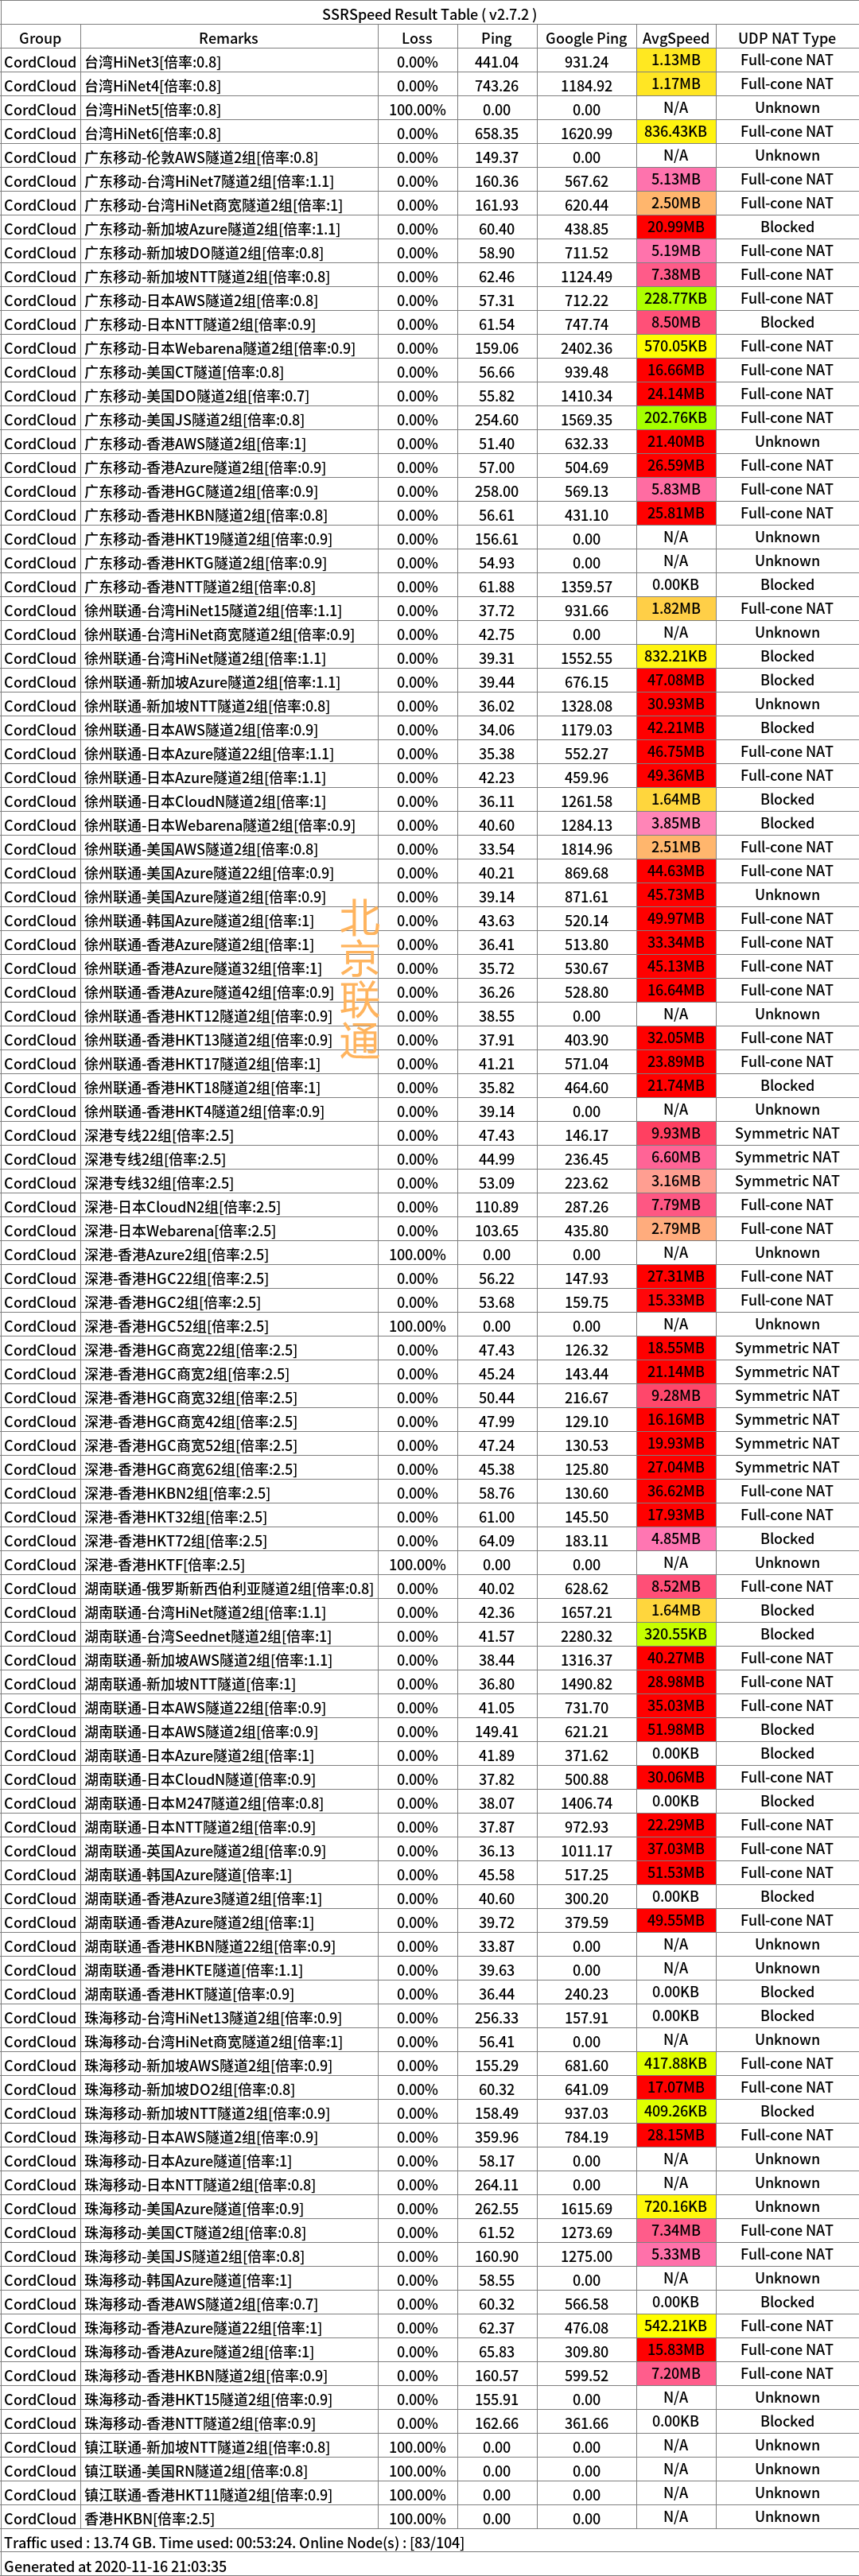 SSRSpeed Result Table ( v2.7.2 )
Group Remarks Loss Ping Google Ping AvgSpeed UDP NAT Type
CordCloud 台湾HiNet3[倍率:0.8] 0.00% 441.04 931.24 1.13MB Full-cone NAT
CordCloud 台湾HiNet4[倍率:0.8] 0.00% 743.26 1184.92 1.17MB Full-cone NAT
CordCloud 台湾HiNet5[倍率:0.8] 100.00% 0.00 0.00 N/A Unknown
CordCloud 台湾HiNet6[倍率:0.8] 0.00% 658.35 1620.99 836.43KB Full-cone NAT
CordCloud 广东移动-伦敦AWS隧道2组[倍率:0.8] 0.00% 149.37 0.00 N/A Unknown
CordCloud 广东移动-台湾HiNet7隧道2组[倍率:1.1] 0.00% 160.36 567.62 5.13MB Full-cone NAT
CordCloud 广东移动-台湾HiNet商宽隧道2组[倍率:1] 0.00% 161.93 620.44 2.50MB Full-cone NAT
CordCloud 广东移动-新加坡Azure隧道2组[倍率:1.1] 0.00% 60.40 438.85 20.99MB Blocked
CordCloud 广东移动-新加坡DO隧道2组[倍率:0.8] 0.00% 58.90 711.52 5.19MB Full-cone NAT
CordCloud 广东移动-新加坡NTT隧道2组[倍率:0.8] 0.00% 62.46 1124.49 7.38MB Full-cone NAT
CordCloud 广东移动-日本AWS隧道2组[倍率:0.8] 0.00% 57.31 712.22 228.77KB Full-cone NAT
CordCloud 广东移动-日本NTT隧道2组[倍率:0.9] 0.00% 61.54 747.74 8.50MB Blocked
CordCloud 广东移动-日本Webarena隧道2组[倍率:0.9] 0.00% 159.06 2402.36 570.05KB Full-cone NAT
CordCloud 广东移动-美国CT隧道[倍率:0.8] 0.00% 56.66 939.48 16.66MB Full-cone NAT
CordCloud 广东移动-美国DO隧道2组[倍率:0.7] 0.00% 55.82 1410.34 24.14MB Full-cone NAT
CordCloud 广东移动-美国JS隧道2组[倍率:0.8] 0.00% 254.60 1569.35 202.76KB Full-cone NAT
CordCloud 广东移动-香港AWS隧道2组[倍率:1] 0.00% 51.40 632.33 21.40MB Unknown
CordCloud 广东移动-香港Azure隧道2组[倍率:0.9] 0.00% 57.00 504.69 26.59MB Full-cone NAT
CordCloud 广东移动-香港HGC隧道2组[倍率:0.9] 0.00% 258.00 569.13 5.83MB Full-cone NAT
CordCloud 广东移动-香港HKBN隧道2组[倍率:0.8] 0.00% 56.61 431.10 25.81MB Full-cone NAT
CordCloud 广东移动-香港HKT19隧道2组[倍率:0.9] 0.00% 156.61 0.00 N/A Unknown
CordCloud 广东移动-香港HKTG隧道2组[倍率:0.9] 0.00% 54.93 0.00 N/A Unknown
CordCloud 广东移动-香港NTT隧道2组[倍率:0.8] 0.00% 61.88 1359.57 0.00KB Blocked
CordCloud 徐州联通-台湾HiNet15隧道2组[倍率:1.1] 0.00% 37.72 931.66 1.82MB Full-cone NAT
CordCloud 徐州联通-台湾HiNet商宽隧道2组[倍率:0.9] 0.00% 42.75 0.00 N/A Unknown
CordCloud 徐州联通-台湾HiNet隧道2组[倍率:1.1] 0.00% 39.31 1552.55 832.21KB Blocked
CordCloud 徐州联通-新加坡Azure隧道2组[倍率:1.1] 0.00% 39.44 676.15 47.08MB Blocked
CordCloud 徐州联通-新加坡NTT隧道2组[倍率:0.8] 0.00% 36.02 1328.08 30.93MB Unknown
CordCloud 徐州联通-日本AWS隧道2组[倍率:0.9] 0.00% 34.06 1179.03 42.21MB Blocked
CordCloud 徐州联通-日本Azure隧道22组[倍率:1.1] 0.00% 35.38 552.27 46.75MB Full-cone NAT
CordCloud 徐州联通-日本Azure隧道2组[倍率:1.1] 0.00% 42.23 459.96 49.36MB Full-cone NAT
CordCloud 徐州联通-日本CloudN隧道2组[倍率:1] 0.00% 36.11 1261.58 1.64MB Blocked
CordCloud 徐州联通-日本Webarena隧道2组[倍率:0.9] 0.00% 40.60 1284.13 3.85MB Blocked
CordCloud 徐州联通-美国AWS隧道2组[倍率:0.8] 0.00% 33.54 1814.96 2.51MB Full-cone NAT
CordCloud 徐州联通-美国Azure隧道22组[倍率:0.9] 0.00% 40.21 869.68 44.63MB Full-cone NAT
CordCloud 徐州联通-美国Azure隧道2组[倍率:0.9] 0.00% 39.14 871.61 45.73MB Unknown
CordCloud 徐州联通-韩国Azure隧道2组[倍率:1] 0.00% 43.63 520.14 49.97MB Full-cone NAT
CordCloud 徐州联通-香港Azure隧道2组[倍率:1] 0.00% 36.41 513.80 33.34MB Full-cone NAT
CordCloud 徐州联通-香港Azure隧道32组[倍率:1] 0.00% 35.72 530.67 45.13MB Full-cone NAT
CordCloud 徐州联通-香港Azure隧道42组[倍率:0.9] 0.00% 36.26 528.80 16.64MB Full-cone NAT
CordCloud 徐州联通-香港HKT12隧道2组[倍率:0.9] 0.00% 38.55 0.00 N/A Unknown
CordCloud 徐州联通-香港HKT13隧道2组[倍率:0.9] 0.00% 37.91 403.90 32.05MB Full-cone NAT
CordCloud 徐州联通-香港HKT17隧道2组[倍率:1] 0.00% 41.21 571.04 23.89MB Full-cone NAT
CordCloud 徐州联通-香港HKT18隧道2组[倍率:1] 0.00% 35.82 464.60 21.74MB Blocked
CordCloud 徐州联通-香港HKT4隧道2组[倍率:0.9] 0.00% 39.14 0.00 N/A Unknown
北京联通
CordCloud 深港专线22组[倍率:2.5] 0.00% 47.43 146.17 9.93MB Symmetric NAT
CordCloud 深港专线2组[倍率:2.5] 0.00% 44.99 236.45 6.60MB Symmetric NAT
CordCloud 深港专线32组[倍率:2.5] 0.00% 53.09 223.62 3.16MB Symmetric NAT
CordCloud 深港-日本CloudN2组[倍率:2.5] 0.00% 110.89 287.26 7.79MB Full-cone NAT
CordCloud 深港-日本Webarena[倍率:2.5] 0.00% 103.65 435.80 2.79MB Full-cone NAT
CordCloud 深港-香港Azure2组[倍率:2.5] 100.00% 0.00 0.00 N/A Unknown
CordCloud 深港-香港HGC22组[倍率:2.5] 0.00% 56.22 147.93 27.31MB Full-cone NAT
CordCloud 深港-香港HGC2组[倍率:2.5] 0.00% 53.68 159.75 15.33MB Full-cone NAT
CordCloud 深港-香港HGC52组[倍率:2.5] 100.00% 0.00 0.00 N/A Unknown
CordCloud 深港-香港HGC商宽22组[倍率:2.5] 0.00% 47.43 126.32 18.55MB Symmetric NAT
CordCloud 深港-香港HGC商宽2组[倍率:2.5] 0.00% 45.24 143.44 21.14MB Symmetric NAT
CordCloud 深港-香港HGC商宽32组[倍率:2.5] 0.00% 50.44 216.67 9.28MB Symmetric NAT
CordCloud 深港-香港HGC商宽42组[倍率:2.5] 0.00% 47.99 129.10 16.16MB Symmetric NAT
CordCloud 深港-香港HGC商宽52组[倍率:2.5] 0.00% 47.24 130.53 19.93MB Symmetric NAT
CordCloud 深港-香港HGC商宽62组[倍率:2.5] 0.00% 45.38 125.80 27.04MB Symmetric NAT
CordCloud 深港-香港HKBN2组[倍率:2.5] 0.00% 58.76 130.60 36.62MB Full-cone NAT
CordCloud 深港-香港HKT32组[倍率:2.5] 0.00% 61.00 145.50 17.93MB Full-cone NAT
CordCloud 深港-香港HKT72组[倍率:2.5] 0.00% 64.09 183.11 4.85MB Blocked
CordCloud 深港-香港HKTF[倍率:2.5] 100.00% 0.00 0.00 N/A Unknown
CordCloud 湖南联通-俄罗斯新西伯利亚隧道2组[倍率:0.8] 0.00% 40.02 628.62 8.52MB Full-cone NAT
CordCloud 湖南联通-台湾HiNet隧道2组[倍率:1.1] 0.00% 42.36 1657.21 1.64MB Blocked
CordCloud 湖南联通-台湾Seednet隧道2组[倍率:1] 0.00% 41.57 2280.32 320.55KB Blocked
CordCloud 湖南联通-新加坡AWS隧道2组[倍率:1.1] 0.00% 38.44 1316.37 40.27MB Full-cone NAT
CordCloud 湖南联通-新加坡NTT隧道[倍率:1] 0.00% 36.80 1490.82 28.98MB Full-cone NAT
CordCloud 湖南联通-日本AWS隧道22组[倍率:0.9] 0.00% 41.05 731.70 35.03MB Full-cone NAT
CordCloud 湖南联通-日本AWS隧道2组[倍率:0.9] 0.00% 149.41 621.21 51.98MB Blocked
CordCloud 湖南联通-日本Azure隧道2组[倍率:1] 0.00% 41.89 371.62 0.00KB Blocked
CordCloud 湖南联通-日本CloudN隧道[倍率:0.9] 0.00% 37.82 500.88 30.06MB Full-cone NAT
CordCloud 湖南联通-日本M247隧道2组[倍率:0.8] 0.00% 38.07 1406.74 0.00KB Blocked
CordCloud 湖南联通-日本NTT隧道2组[倍率:0.9] 0.00% 37.87 972.93 22.29MB Full-cone NAT
CordCloud 湖南联通-英国Azure隧道2组[倍率:0.9] 0.00% 36.13 1011.17 37.03MB Full-cone NAT
CordCloud 湖南联通-韩国Azure隧道[倍率:1] 0.00% 45.58 517.25 51.53MB Full-cone NAT
CordCloud 湖南联通-香港Azure3隧道2组[倍率:1] 0.00% 40.60 300.20 0.00KB Blocked
CordCloud 湖南联通-香港Azure隧道2组[倍率:1] 0.00% 39.72 379.59 49.55MB Full-cone NAT
CordCloud 湖南联通-香港HKBN隧道22组[倍率:0.9] 0.00% 33.87 0.00 N/A Unknown
CordCloud 湖南联通-香港HKTE隧道[倍率:1.1] 0.00% 39.63 0.00 N/A Unknown
CordCloud 湖南联通-香港HKT隧道[倍率:0.9] 0.00% 36.44 240.23 0.00KB Blocked
CordCloud 珠海移动-台湾HiNet13隧道2组[倍率:0.9] 0.00% 256.33 157.91 0.00KB Blocked
CordCloud 珠海移动-台湾HiNet商宽隧道2组[倍率:1] 0.00% 56.41 0.00 N/A Unknown
CordCloud 珠海移动-新加坡AWS隧道2组[倍率:0.9] 0.00% 155.29 681.60 417.88KB Full-cone NAT
CordCloud 珠海移动-新加坡DO2组[倍率:0.8] 0.00% 60.32 641.09 17.07MB Full-cone NAT
CordCloud 珠海移动-新加坡NTT隧道2组[倍率:0.9] 0.00% 158.49 937.03 409.26KB Blocked
CordCloud 珠海移动-日本AWS隧道2组[倍率:0.9] 0.00% 359.96 784.19 28.15MB Full-cone NAT
CordCloud 珠海移动-日本Azure隧道[倍率:1] 0.00% 58.17 0.00 N/A Unknown
CordCloud 珠海移动-日本NTT隧道2组[倍率:0.8] 0.00% 264.11 0.00 N/A Unknown
CordCloud 珠海移动-美国Azure隧道[倍率:0.9] 0.00% 262.55 1615.69 720.16KB Unknown
CordCloud 珠海移动-美国CT隧道2组[倍率:0.8] 0.00% 61.52 1273.69 7.34MB Full-cone NAT
CordCloud 珠海移动-美国JS隧道2组[倍率:0.8] 0.00% 160.90 1275.00 5.33MB Full-cone NAT
CordCloud 珠海移动-韩国Azure隧道[倍率:1] 0.00% 58.55 0.00 N/A Unknown
CordCloud 珠海移动-香港AWS隧道2组[倍率:0.7] 0.00% 60.32 566.58 0.00KB Blocked
CordCloud 珠海移动-香港Azure隧道22组[倍率:1] 0.00% 62.37 476.08 542.21KB Full-cone NAT
CordCloud 珠海移动-香港Azure隧道2组[倍率:1] 0.00% 65.83 309.80 15.83MB Full-cone NAT
CordCloud 珠海移动-香港HKBN隧道2组[倍率:0.9] 0.00% 160.57 599.52 7.20MB Full-cone NAT
CordCloud 珠海移动-香港HKT15隧道2组[倍率:0.9] 0.00% 155.91 0.00 N/A Unknown
CordCloud 珠海移动-香港NTT隧道2组[倍率:0.9] 0.00% 162.66 361.66 0.00KB Blocked
CordCloud 镇江联通-新加坡NTT隧道2组[倍率:0.8] 100.00% 0.00 0.00 N/A Unknown
CordCloud 镇江联通-美国RN隧道2组[倍率:0.8] 100.00% 0.00 0.00 N/A Unknown
CordCloud 镇江联通-香港HKT11隧道2组[倍率:0.9] 100.00% 0.00 0.00 N/A Unknown
CordCloud 香港HKBN[倍率:2.5] 100.00% 0.00 0.00 N/A Unknown
Traffic used : 13.74 GB. Time used: 00:53:24. Online Node(s) : [83/104]
Generated at 2020-11-16 21:03:35